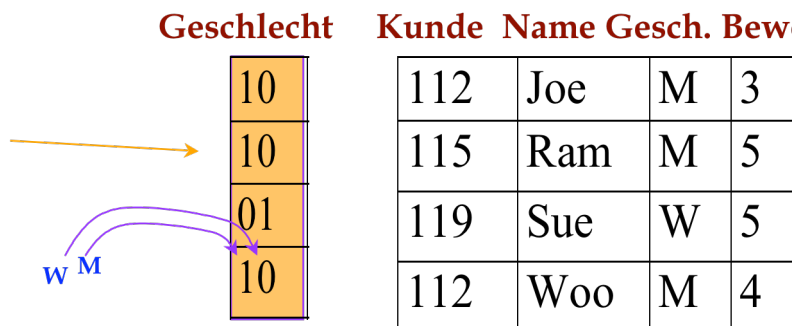 Geschlecht Kunde Name Gesch. Bewe
10 112 Joe M 3
10 115 Ram M 5
01 119 Sue W 5
W M
10 112 Woo M 4